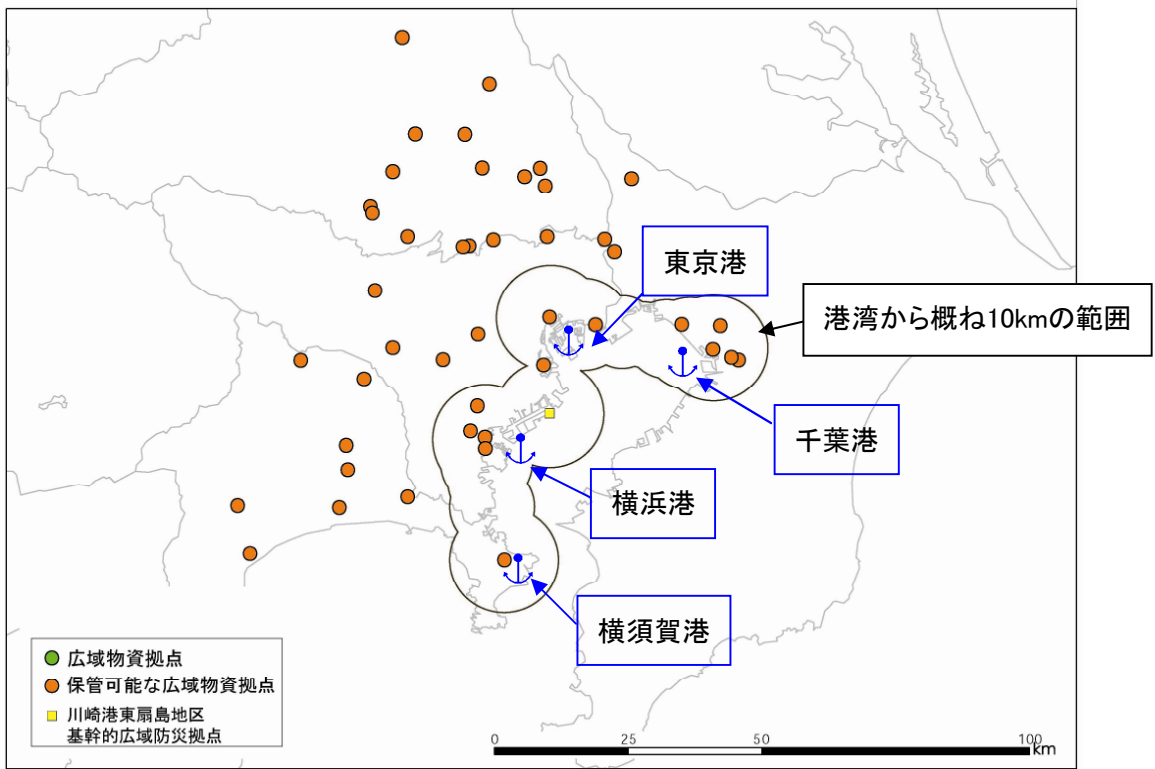 東京港
港湾から概ね10kmの範囲
千葉港
横浜港
横須賀港
広域物資拠点
保管可能な広域物資拠点
川崎港東扇島地区
基幹的広域防災拠点
0 25 50 100
km